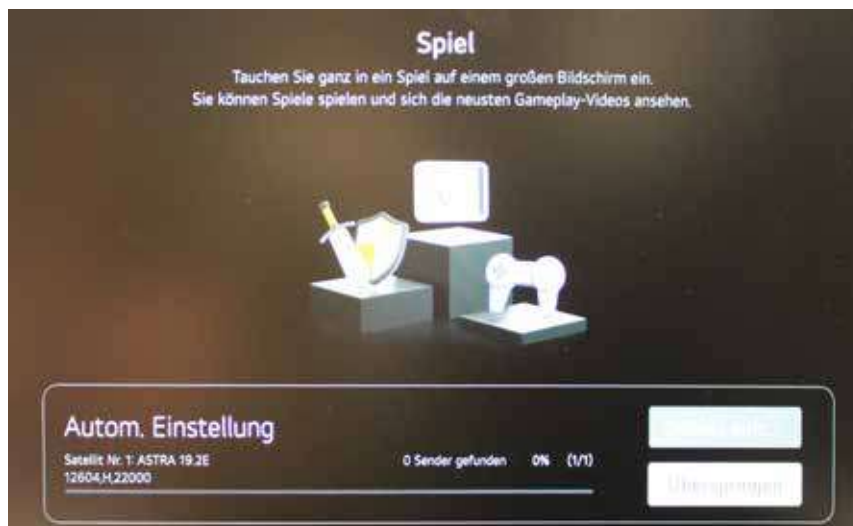 Spiel
Tauchen Sie ganz in ein Spiel auf einem großen Bildschirm ein.
Sie können Spiele spielen und sich die neusten Gameplay-Videos ansehen.
Autom. Einstellung
Satellit Nr. 1: ASTRA 19.2E
0 Sender gefunden 0% (1/1)
12604,H,22000
Überspringen